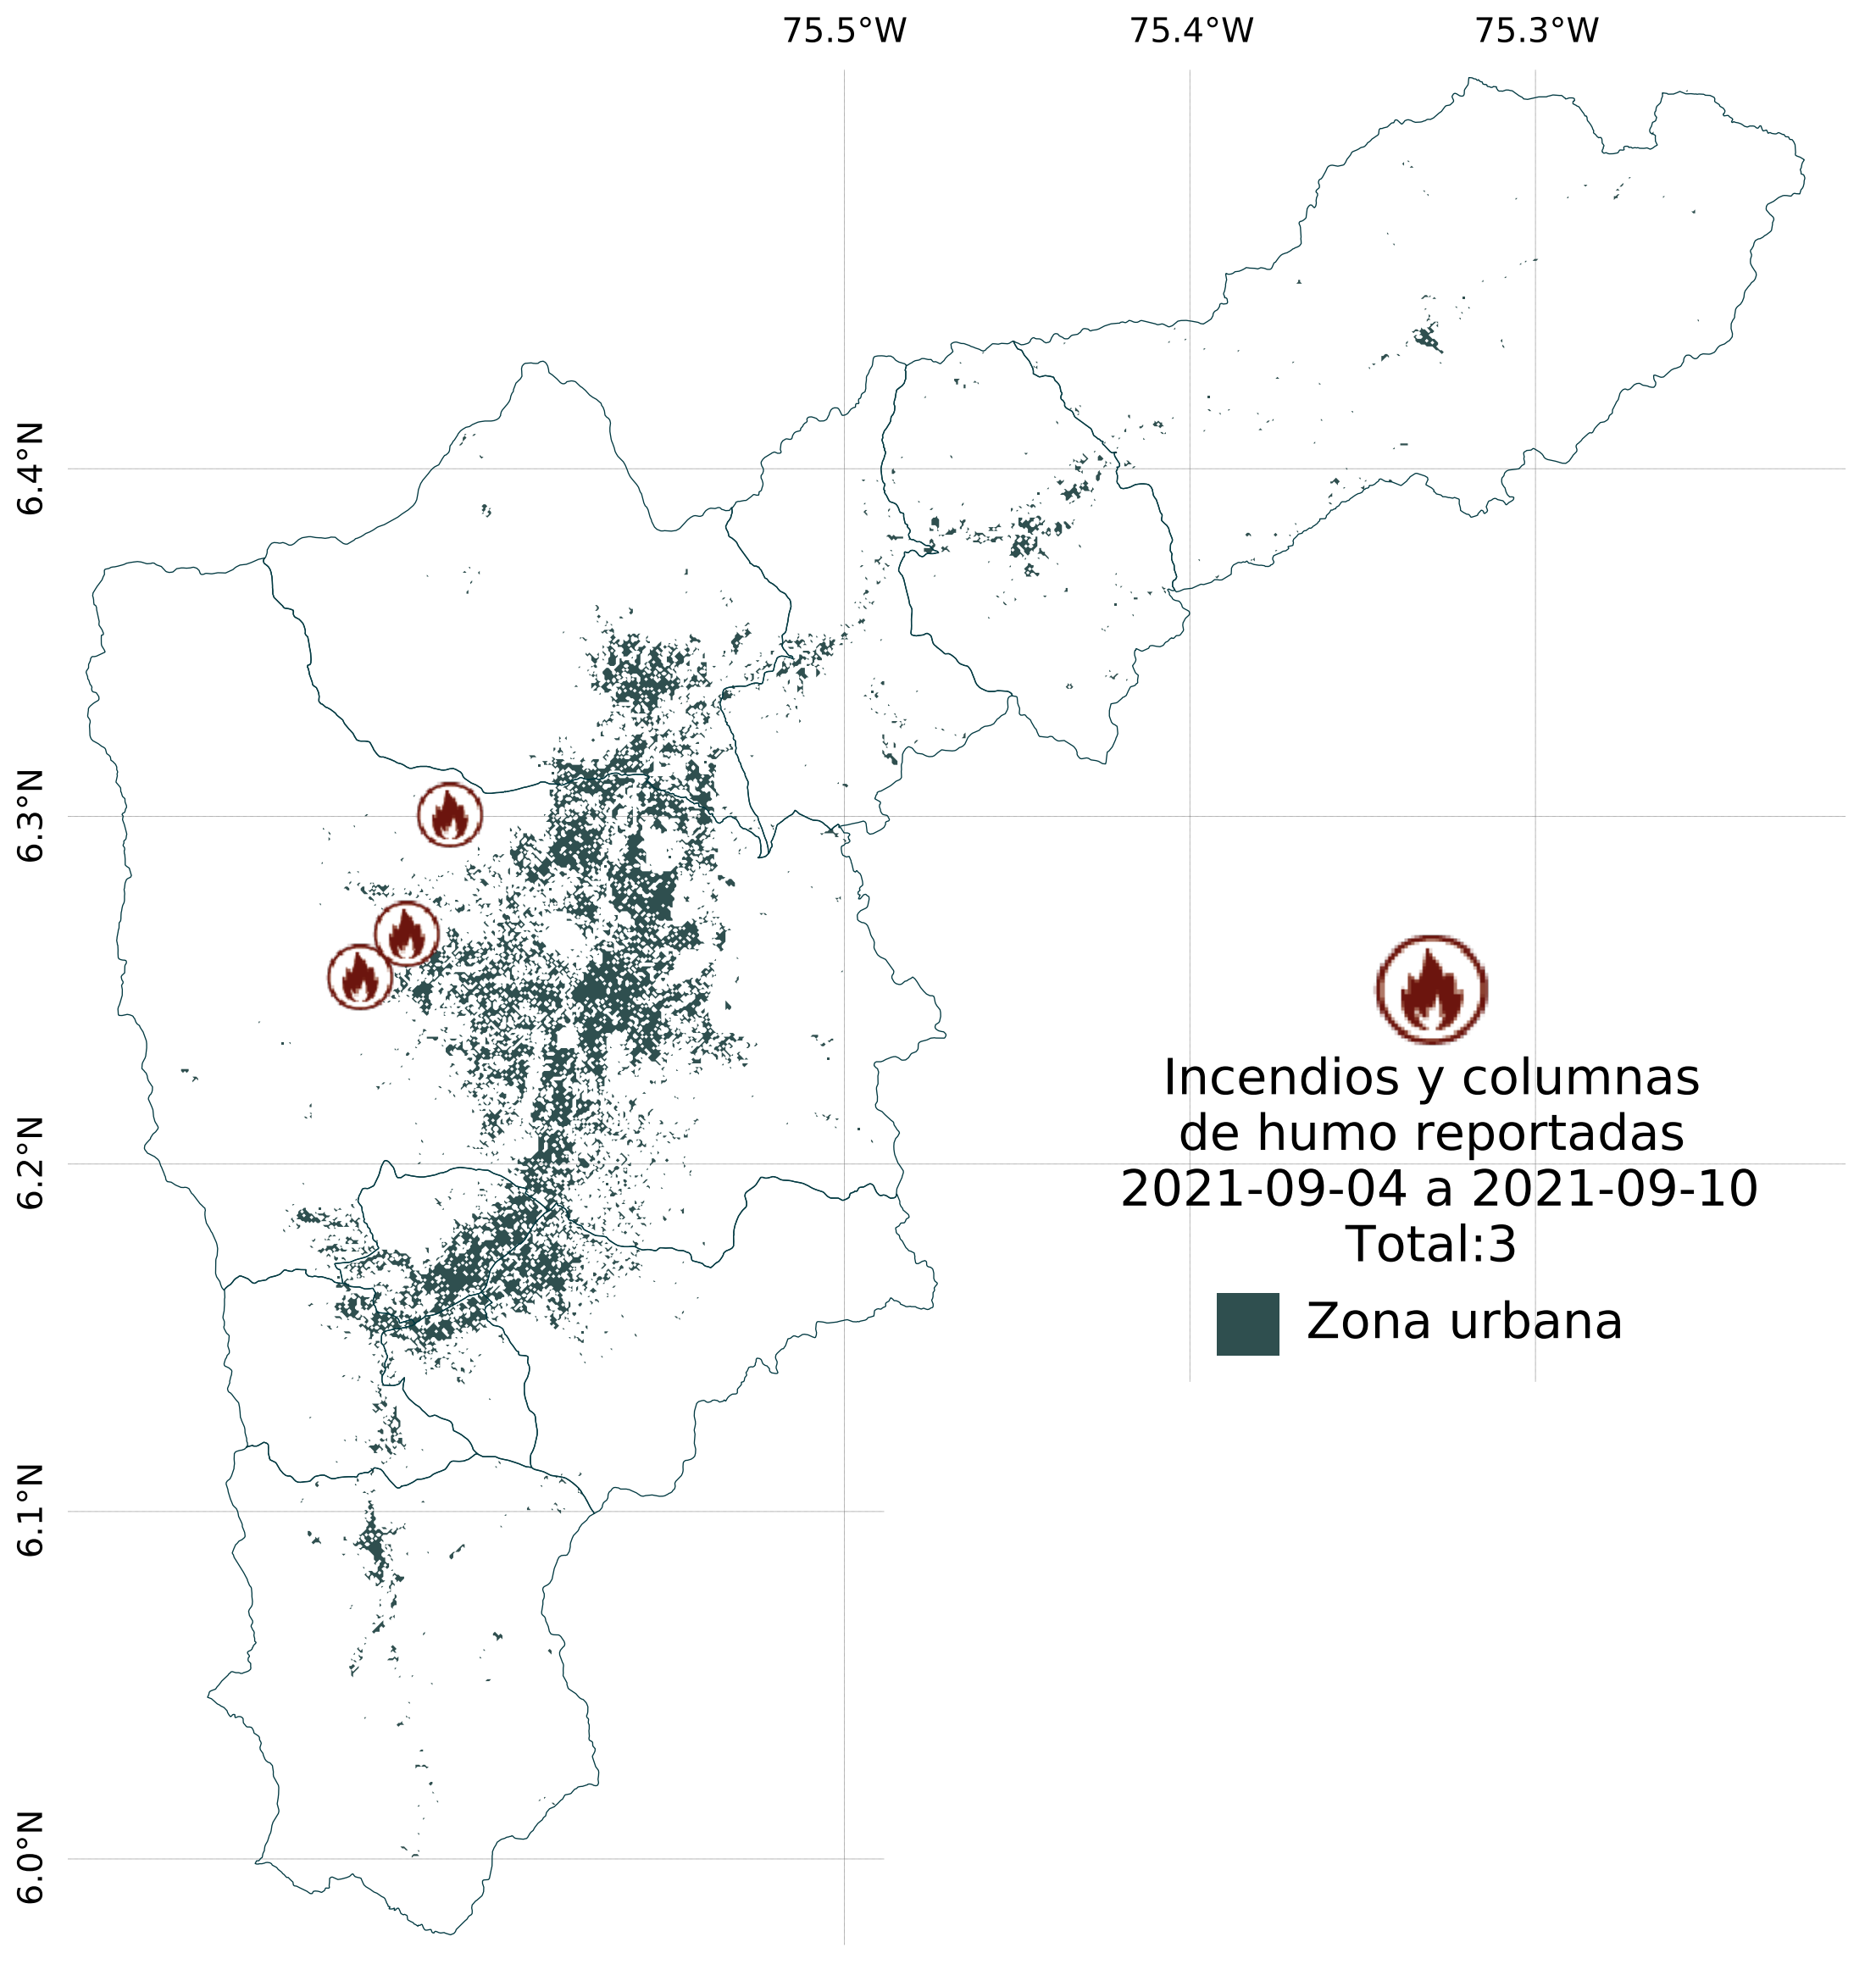 75.5°W 75.4°W 75.3°W
6.4°N
6.3°N
6.2°N
6.1°N
6.0°N
Incendios y columnas
de humo reportadas
2021-09-04 a 2021-09-10
Total:3
Zona urbana